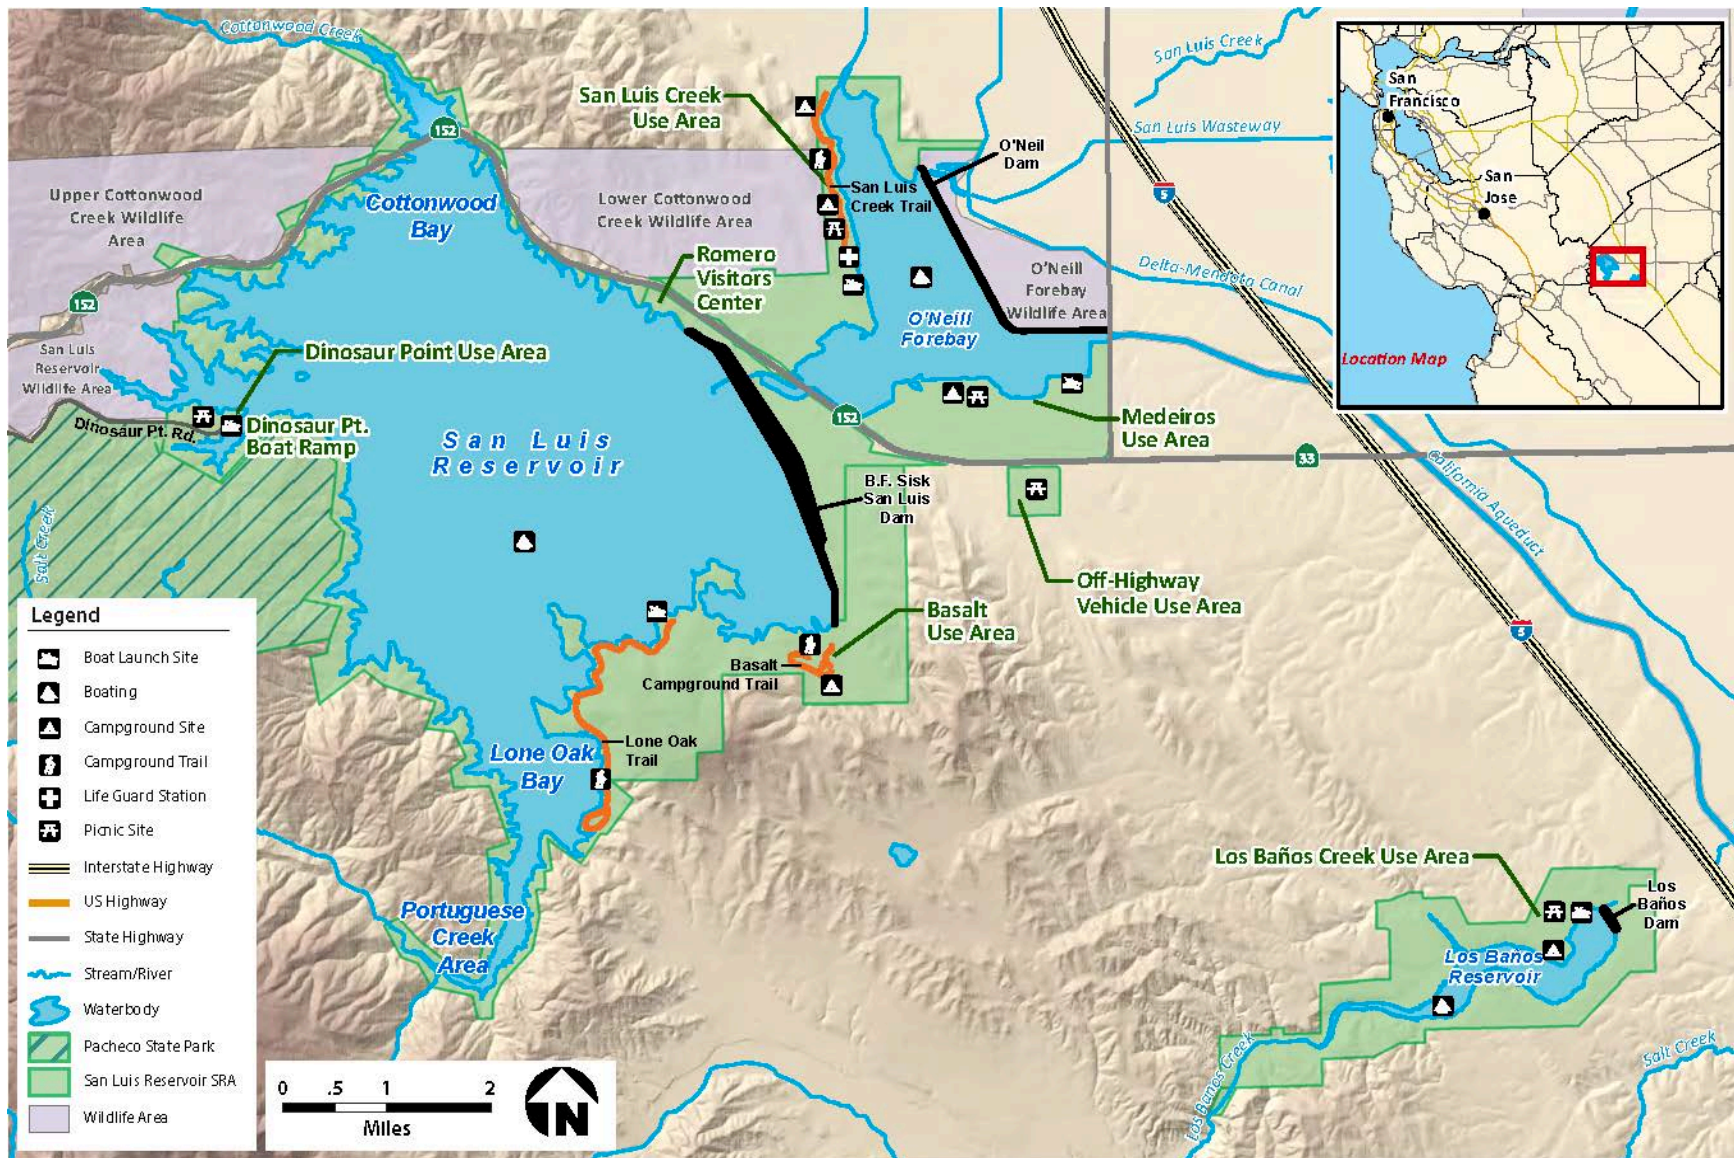 Cottonwood Creek
152
San Luis Creek
Use Area
O'Neil
Dam
San Luis Creek
San Luis Wasteway
5
San
Francisco
San
Jose
Location Map
Upper Cottonwood
Creek Wildlife
Area
Cottonwood
Bay
Lower Cottonwood
Creek Wildlife Area
San Luis
Creek Trail
Romero
Visitors
Center
O'Neill
Forebay
Wildlife Area
Delta-Mendota Canal
152
O'Neill
Forebay
San Luis
Reservoir
Wildlife Area
Dinosaur Point Use Area
Dinosaur Pt. Rd.
Dinosaur Pt.
Boat Ramp
San Luis
Reservoir
152
Medeiros
Use Area
33
California Aqueduct
B.F. Sisk
San Luis
Dam
Off-Highway
Vehicle Use Area
5
Salt Creek
Basalt
Use Area
Basalt
Campground Trail
Lone Oak
Trail
Lone Oak
Bay
Portuguese
Creek
Area
Los Baños Creek Use Area
Los
Baños
Dam
Los Baños
Reservoir
Los Baños Creek
Salt Creek
Legend
Boat Launch Site
Boating
Campground Site
Campground Trail
Life Guard Station
Picnic Site
Interstate Highway
US Highway
State Highway
Stream/River
Waterbody
Pacheco State Park
San Luis Reservoir SRA
Wildlife Area
0 .5 1 2
Miles
N